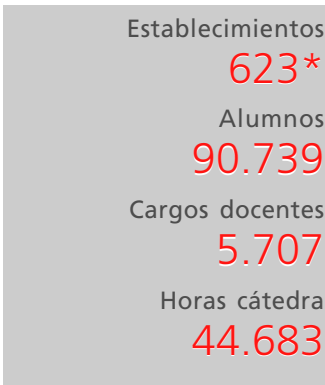 Establecimientos
623*
Alumnos
90.739
Cargos docentes
5.707
Horas cátedra
44.683